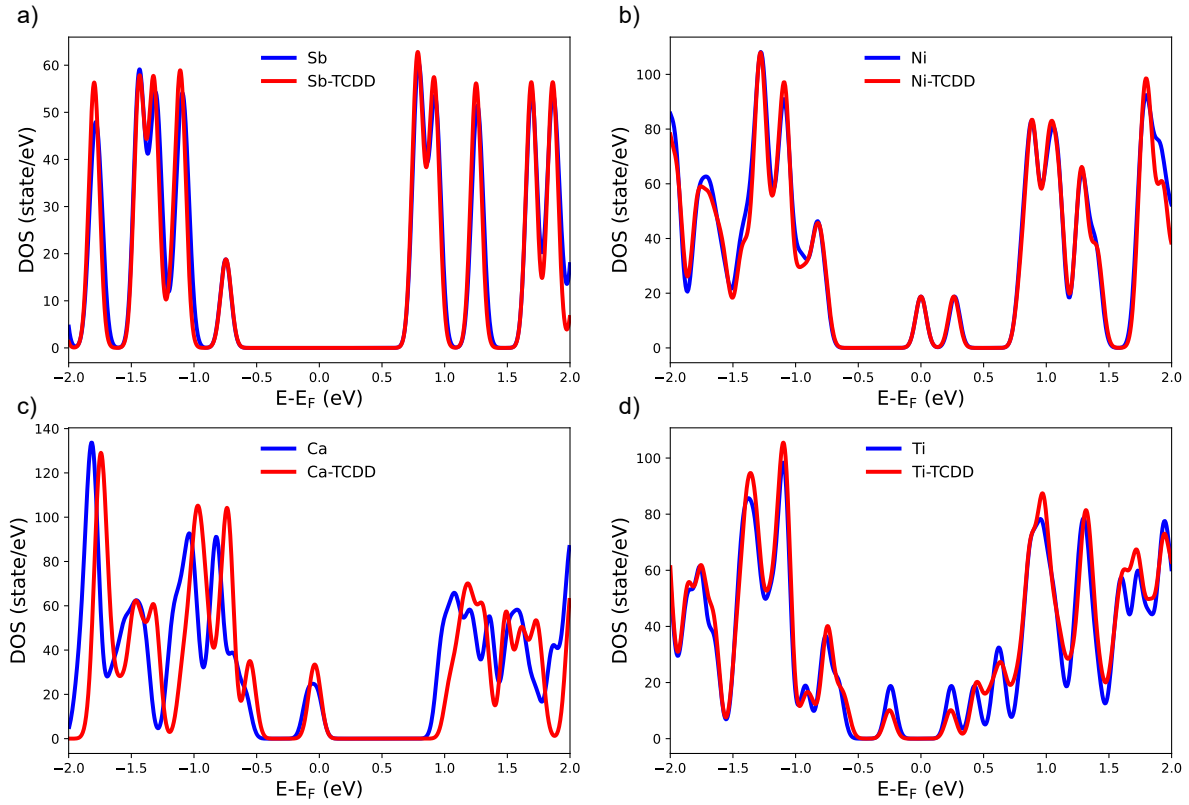 a)
Sb
Sb-TCDD
DOS (state/eV)
60
50
40
30
20
10
0
−2.0 −1.5 −1.0 −0.5 0.0 0.5 1.0 1.5 2.0
E-E_F (eV)
b)
Ni
Ni-TCDD
DOS (state/eV)
100
80
60
40
20
0
−2.0 −1.5 −1.0 −0.5 0.0 0.5 1.0 1.5 2.0
E-E_F (eV)
c)
Ca
Ca-TCDD
DOS (state/eV)
140
120
100
80
60
40
20
0
−2.0 −1.5 −1.0 −0.5 0.0 0.5 1.0 1.5 2.0
E-E_F (eV)
d)
Ti
Ti-TCDD
DOS (state/eV)
100
80
60
40
20
0
−2.0 −1.5 −1.0 −0.5 0.0 0.5 1.0 1.5 2.0
E-E_F (eV)